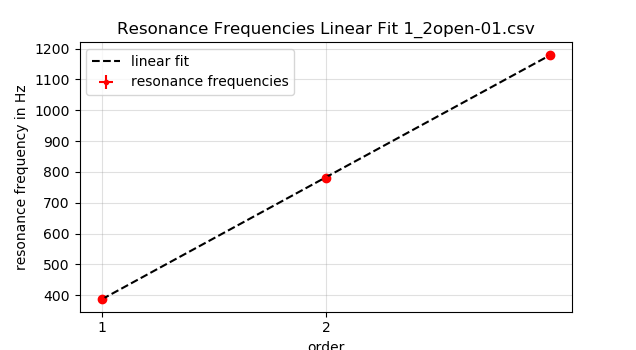 Resonance Frequencies Linear Fit 1_2open-01.csv
linear fit
resonance frequencies
resonance frequency in Hz
1200
1100
1000
900
800
700
600
500
400
1 2
order